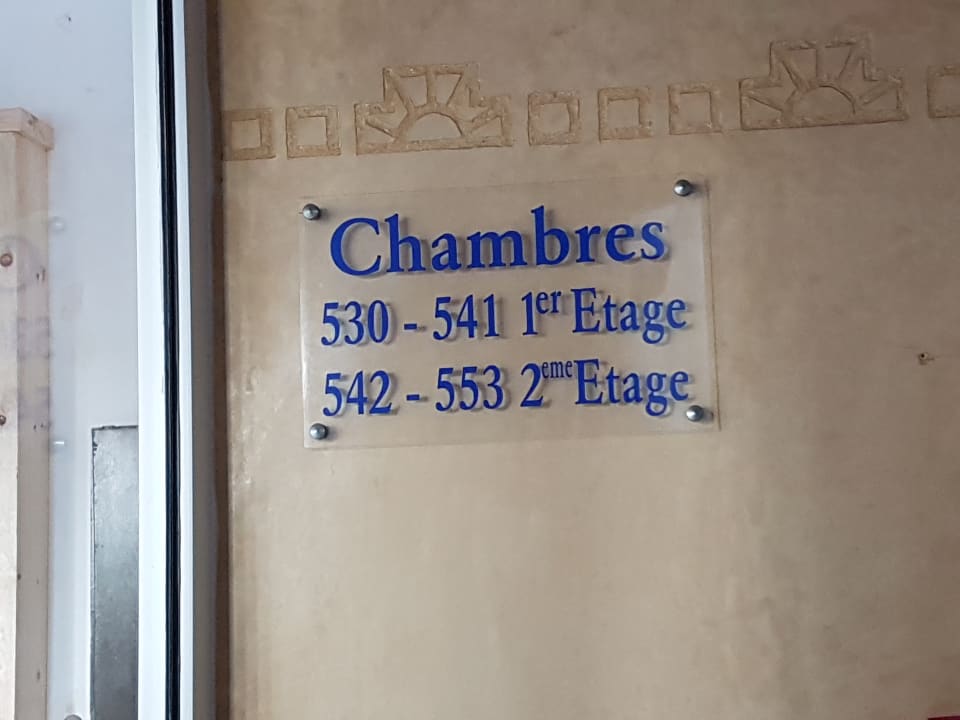 Chambres
530 - 541 1er Etage
542 - 553 2eme Etage